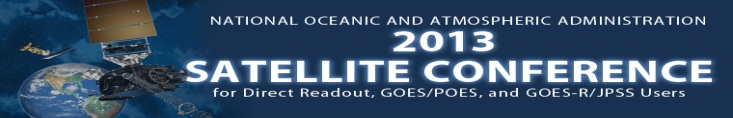 NATIONAL OCEANIC AND ATMOSPHERIC ADMINISTRATION
2013
SATELLITE CONFERENCE
for Direct Readout, GOES/POES, and GOES-R/JPSS Users